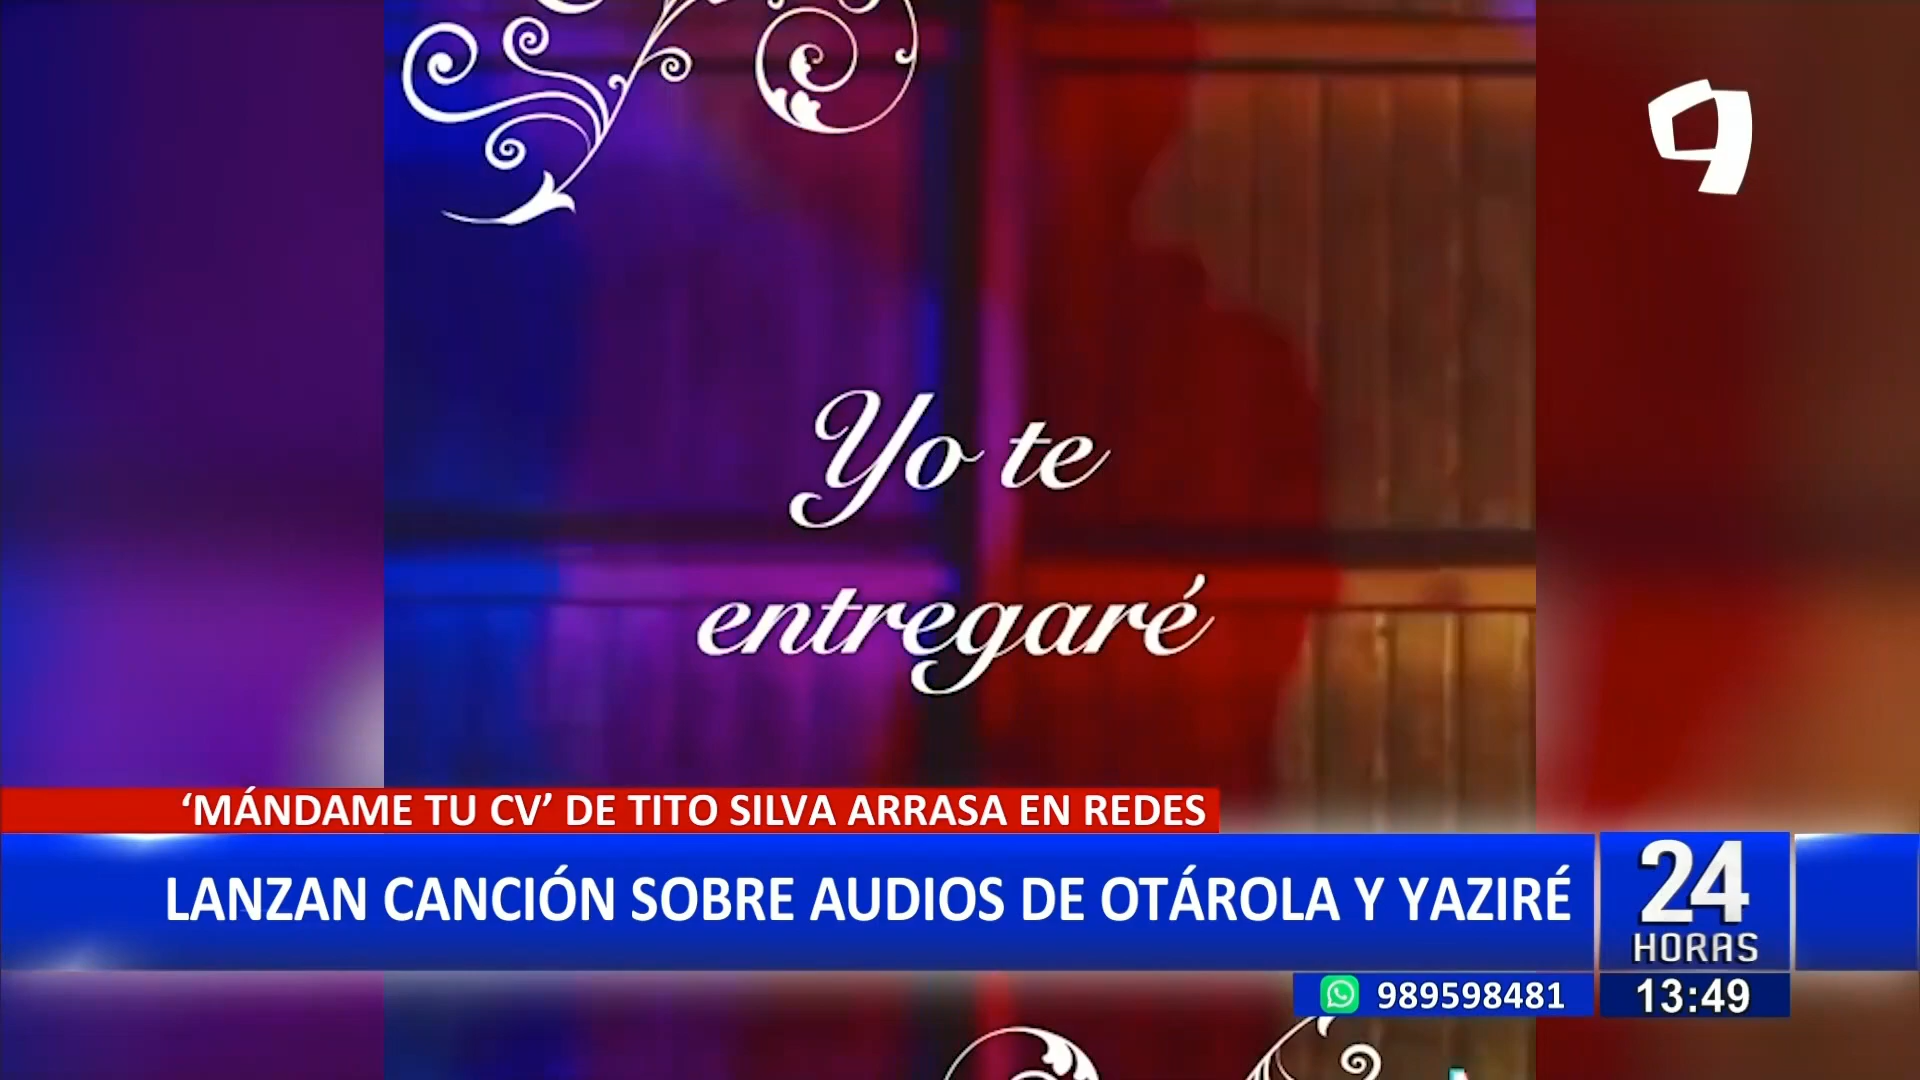 Yo te
entregaré
‘MÁNDAME TU CV’ DE TITO SILVA ARRASA EN REDES
LANZAN CANCIÓN SOBRE AUDIOS DE OTÁROLA Y YAZIRÉ
24
HORAS
989598481
13:49